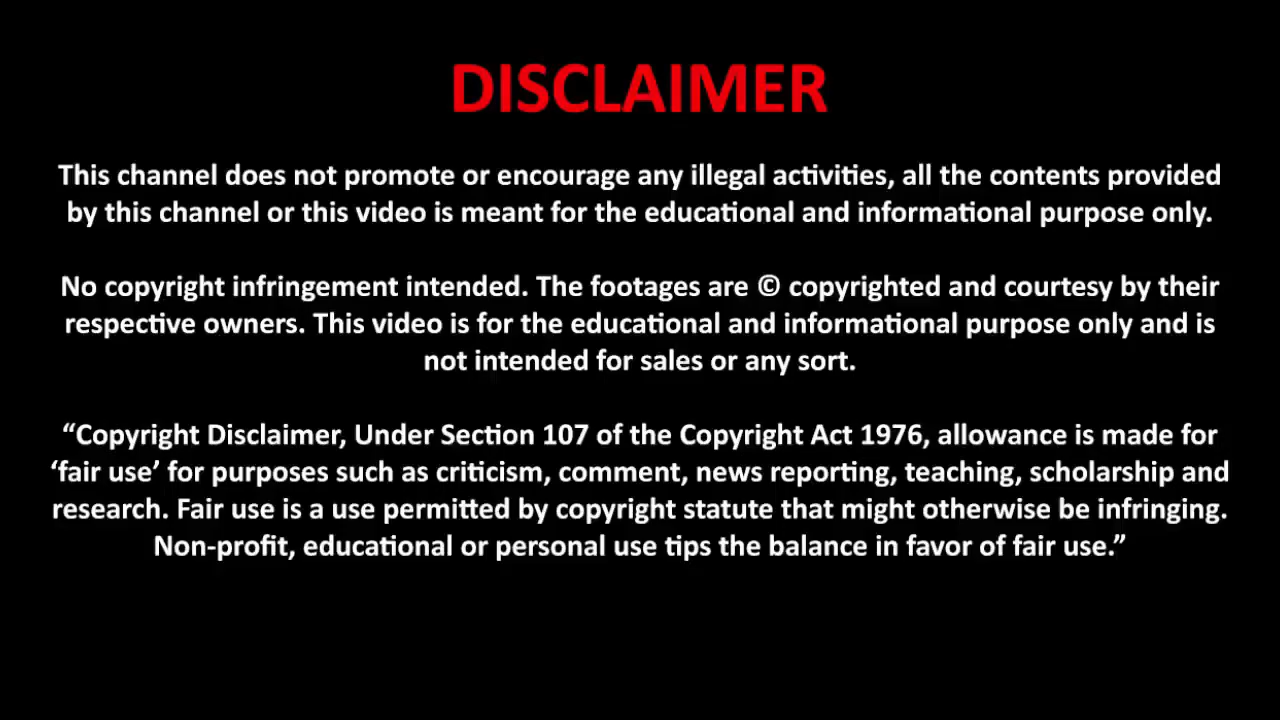 DISCLAIMER
This channel does not promote or encourage any illegal activities, all the contents provided
by this channel or this video is meant for the educational and informational purpose only.
No copyright infringement intended. The footages are © copyrighted and courtesy by their
respective owners. This video is for the educational and informational purpose only and is
not intended for sales or any sort.
“Copyright Disclaimer, Under Section 107 of the Copyright Act 1976, allowance is made for
‘fair use’ for purposes such as criticism, comment, news reporting, teaching, scholarship and
research. Fair use is a use permitted by copyright statute that might otherwise be infringing.
Non-profit, educational or personal use tips the balance in favor of fair use.”